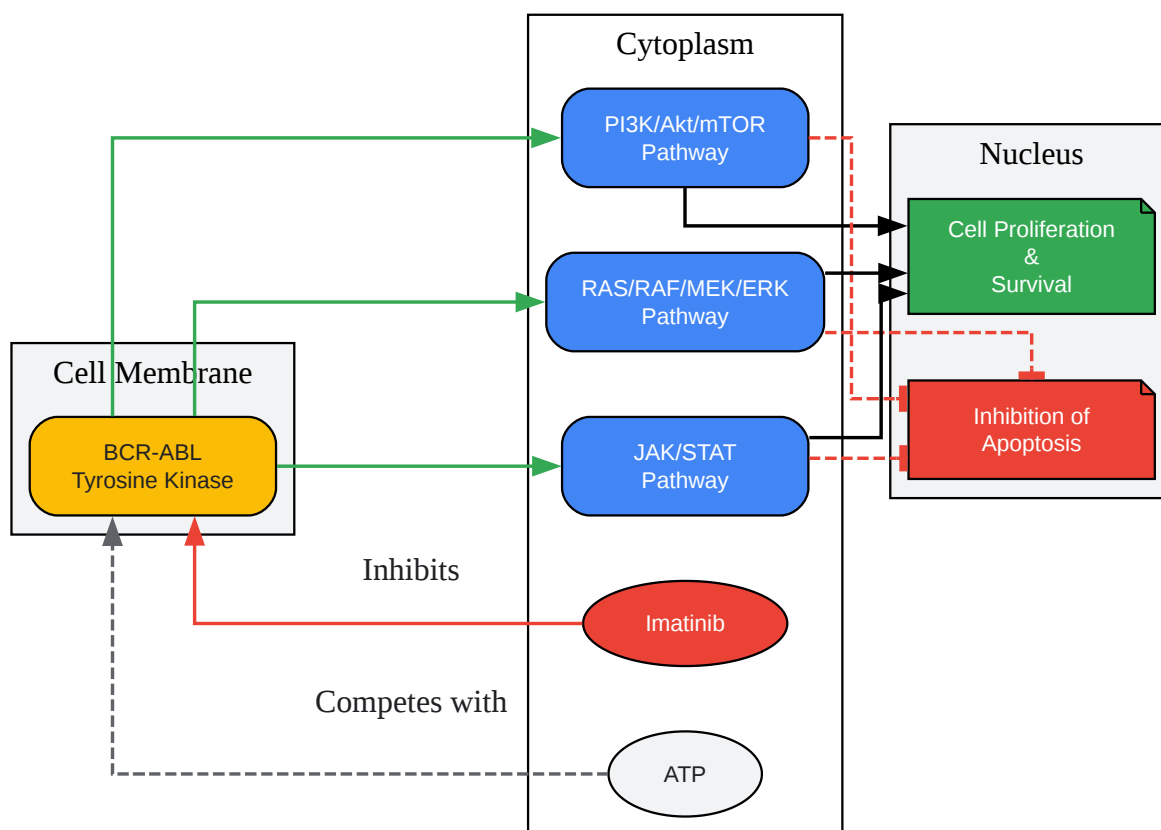 Cytoplasm
PI3K/Akt/mTOR
Pathway
Nucleus
Cell Proliferation
&
Survival
RAS/RAF/MEK/ERK
Pathway
Cell Membrane
BCR-ABL
Tyrosine Kinase
JAK/STAT
Pathway
Inhibition of
Apoptosis
Inhibits
Imatinib
Competes with
ATP